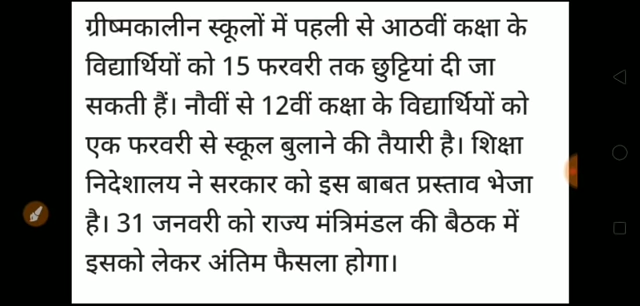 ग्रीष्मकालीन स्कूलों में पहली से आठवीं कक्षा के
विद्यार्थियों को 15 फरवरी तक छुट्टियां दी जा
सकती हैं। नौवीं से 12वीं कक्षा के विद्यार्थियों को
एक फरवरी से स्कूल बुलाने की तैयारी है। शिक्षा
निदेशालय ने सरकार को इस बाबत प्रस्ताव भेजा
है। 31 जनवरी को राज्य मंत्रिमंडल की बैठक में
इसको लेकर अंतिम फैसला होगा।